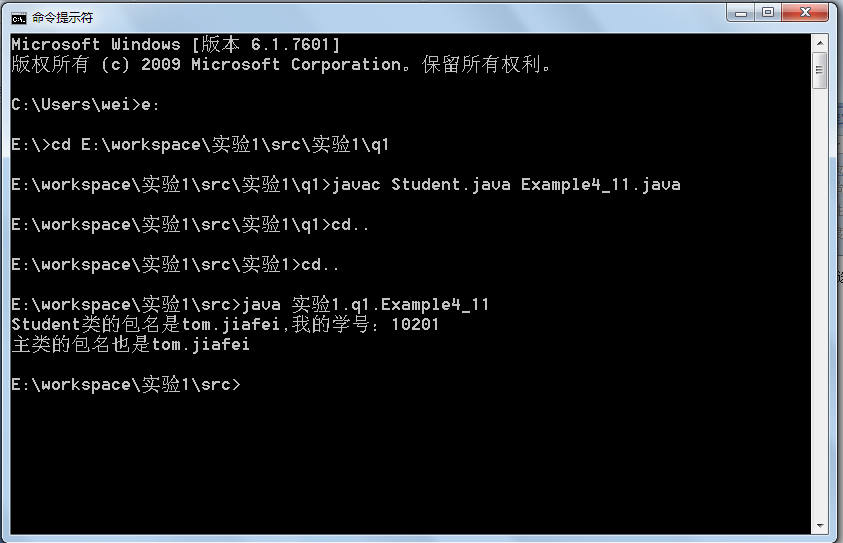 命令提示符
Microsoft Windows [版本 6.1.7601]
版权所有 (c) 2009 Microsoft Corporation。保留所有权利。
C:\Users\wei>e:
E:\>cd E:\workspace\实验1\src\实验1\q1
E:\workspace\实验1\src\实验1\q1>javac Student.java Example4_11.java
E:\workspace\实验1\src\实验1\q1>cd..
E:\workspace\实验1\src\实验1>cd..
E:\workspace\实验1\src>java 实验1.q1.Example4_11
Student类的包名是tom.jiafei,我的学号：10201
主类的包名也是tom.jiafei
E:\workspace\实验1\src>